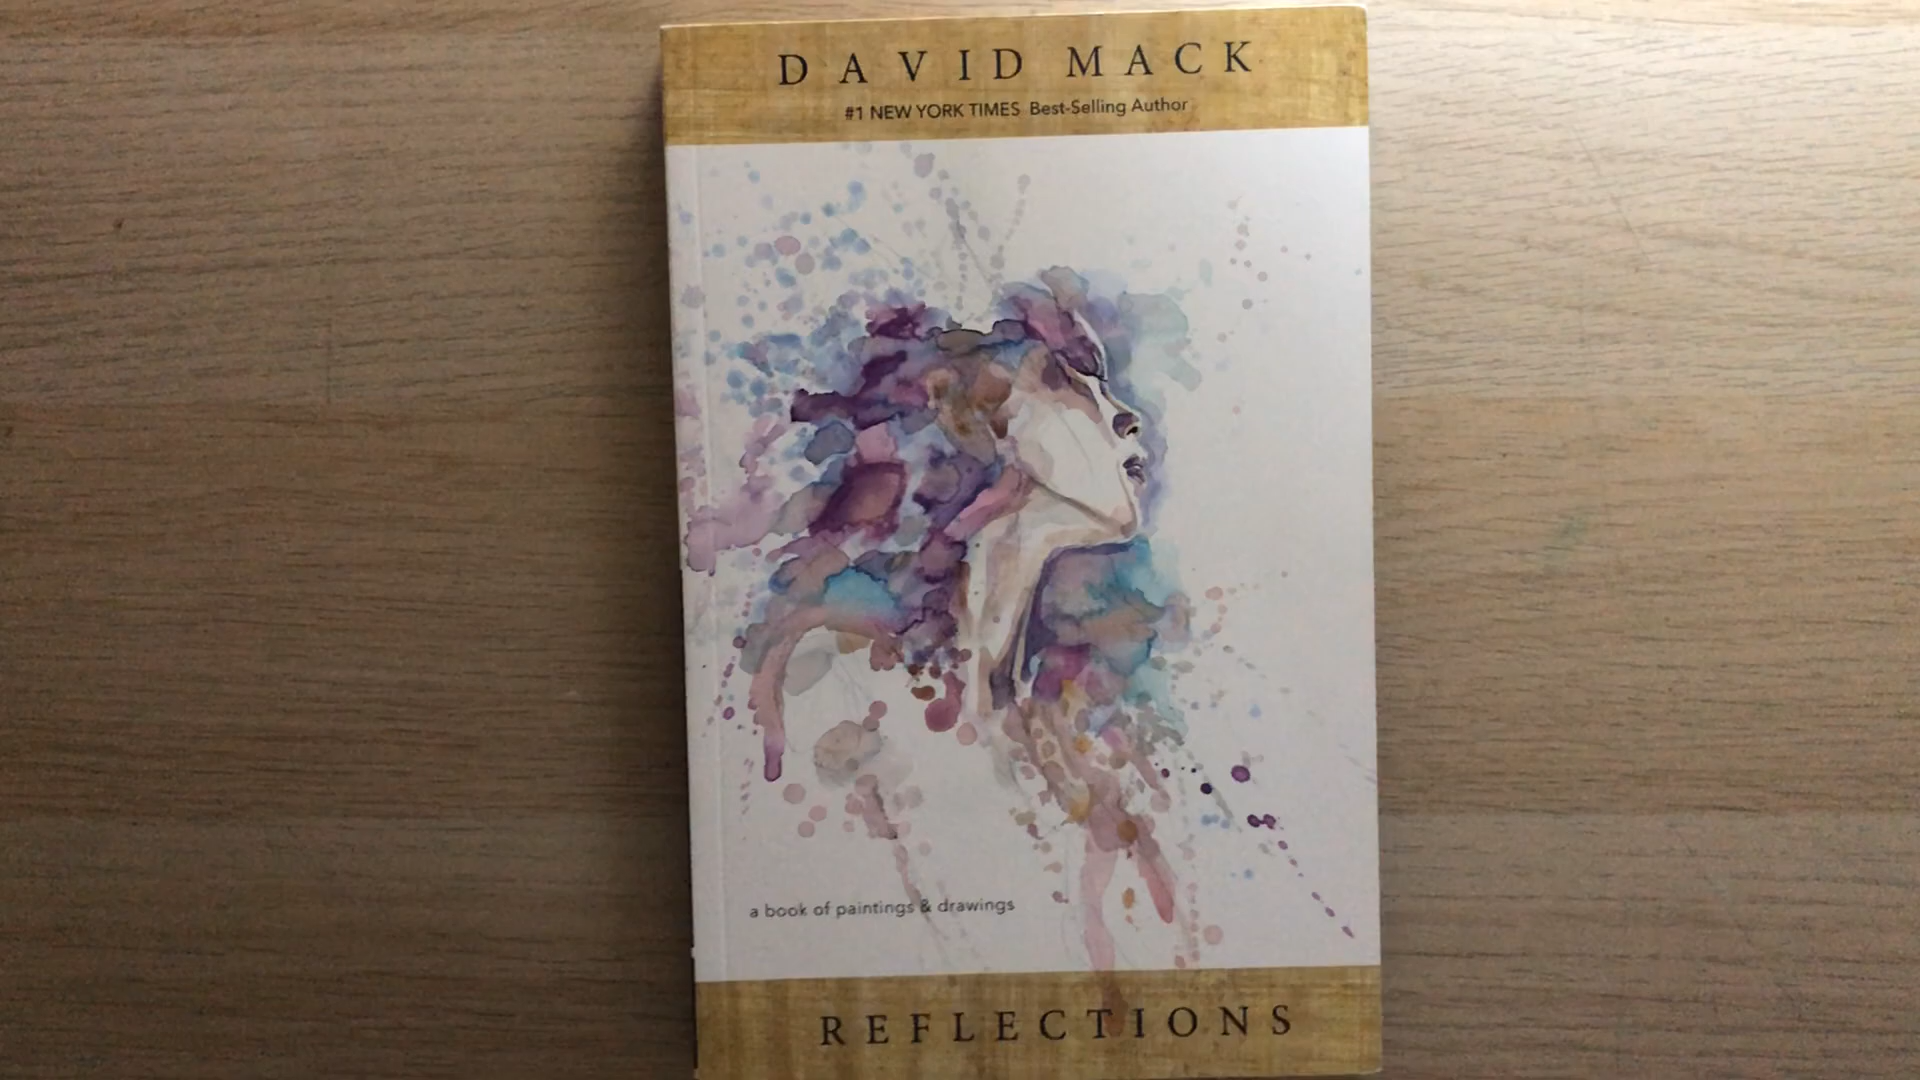 DAVID MACK
#1 NEW YORK TIMES Best-Selling Author
a book of paintings & drawings
REFLECTIONS